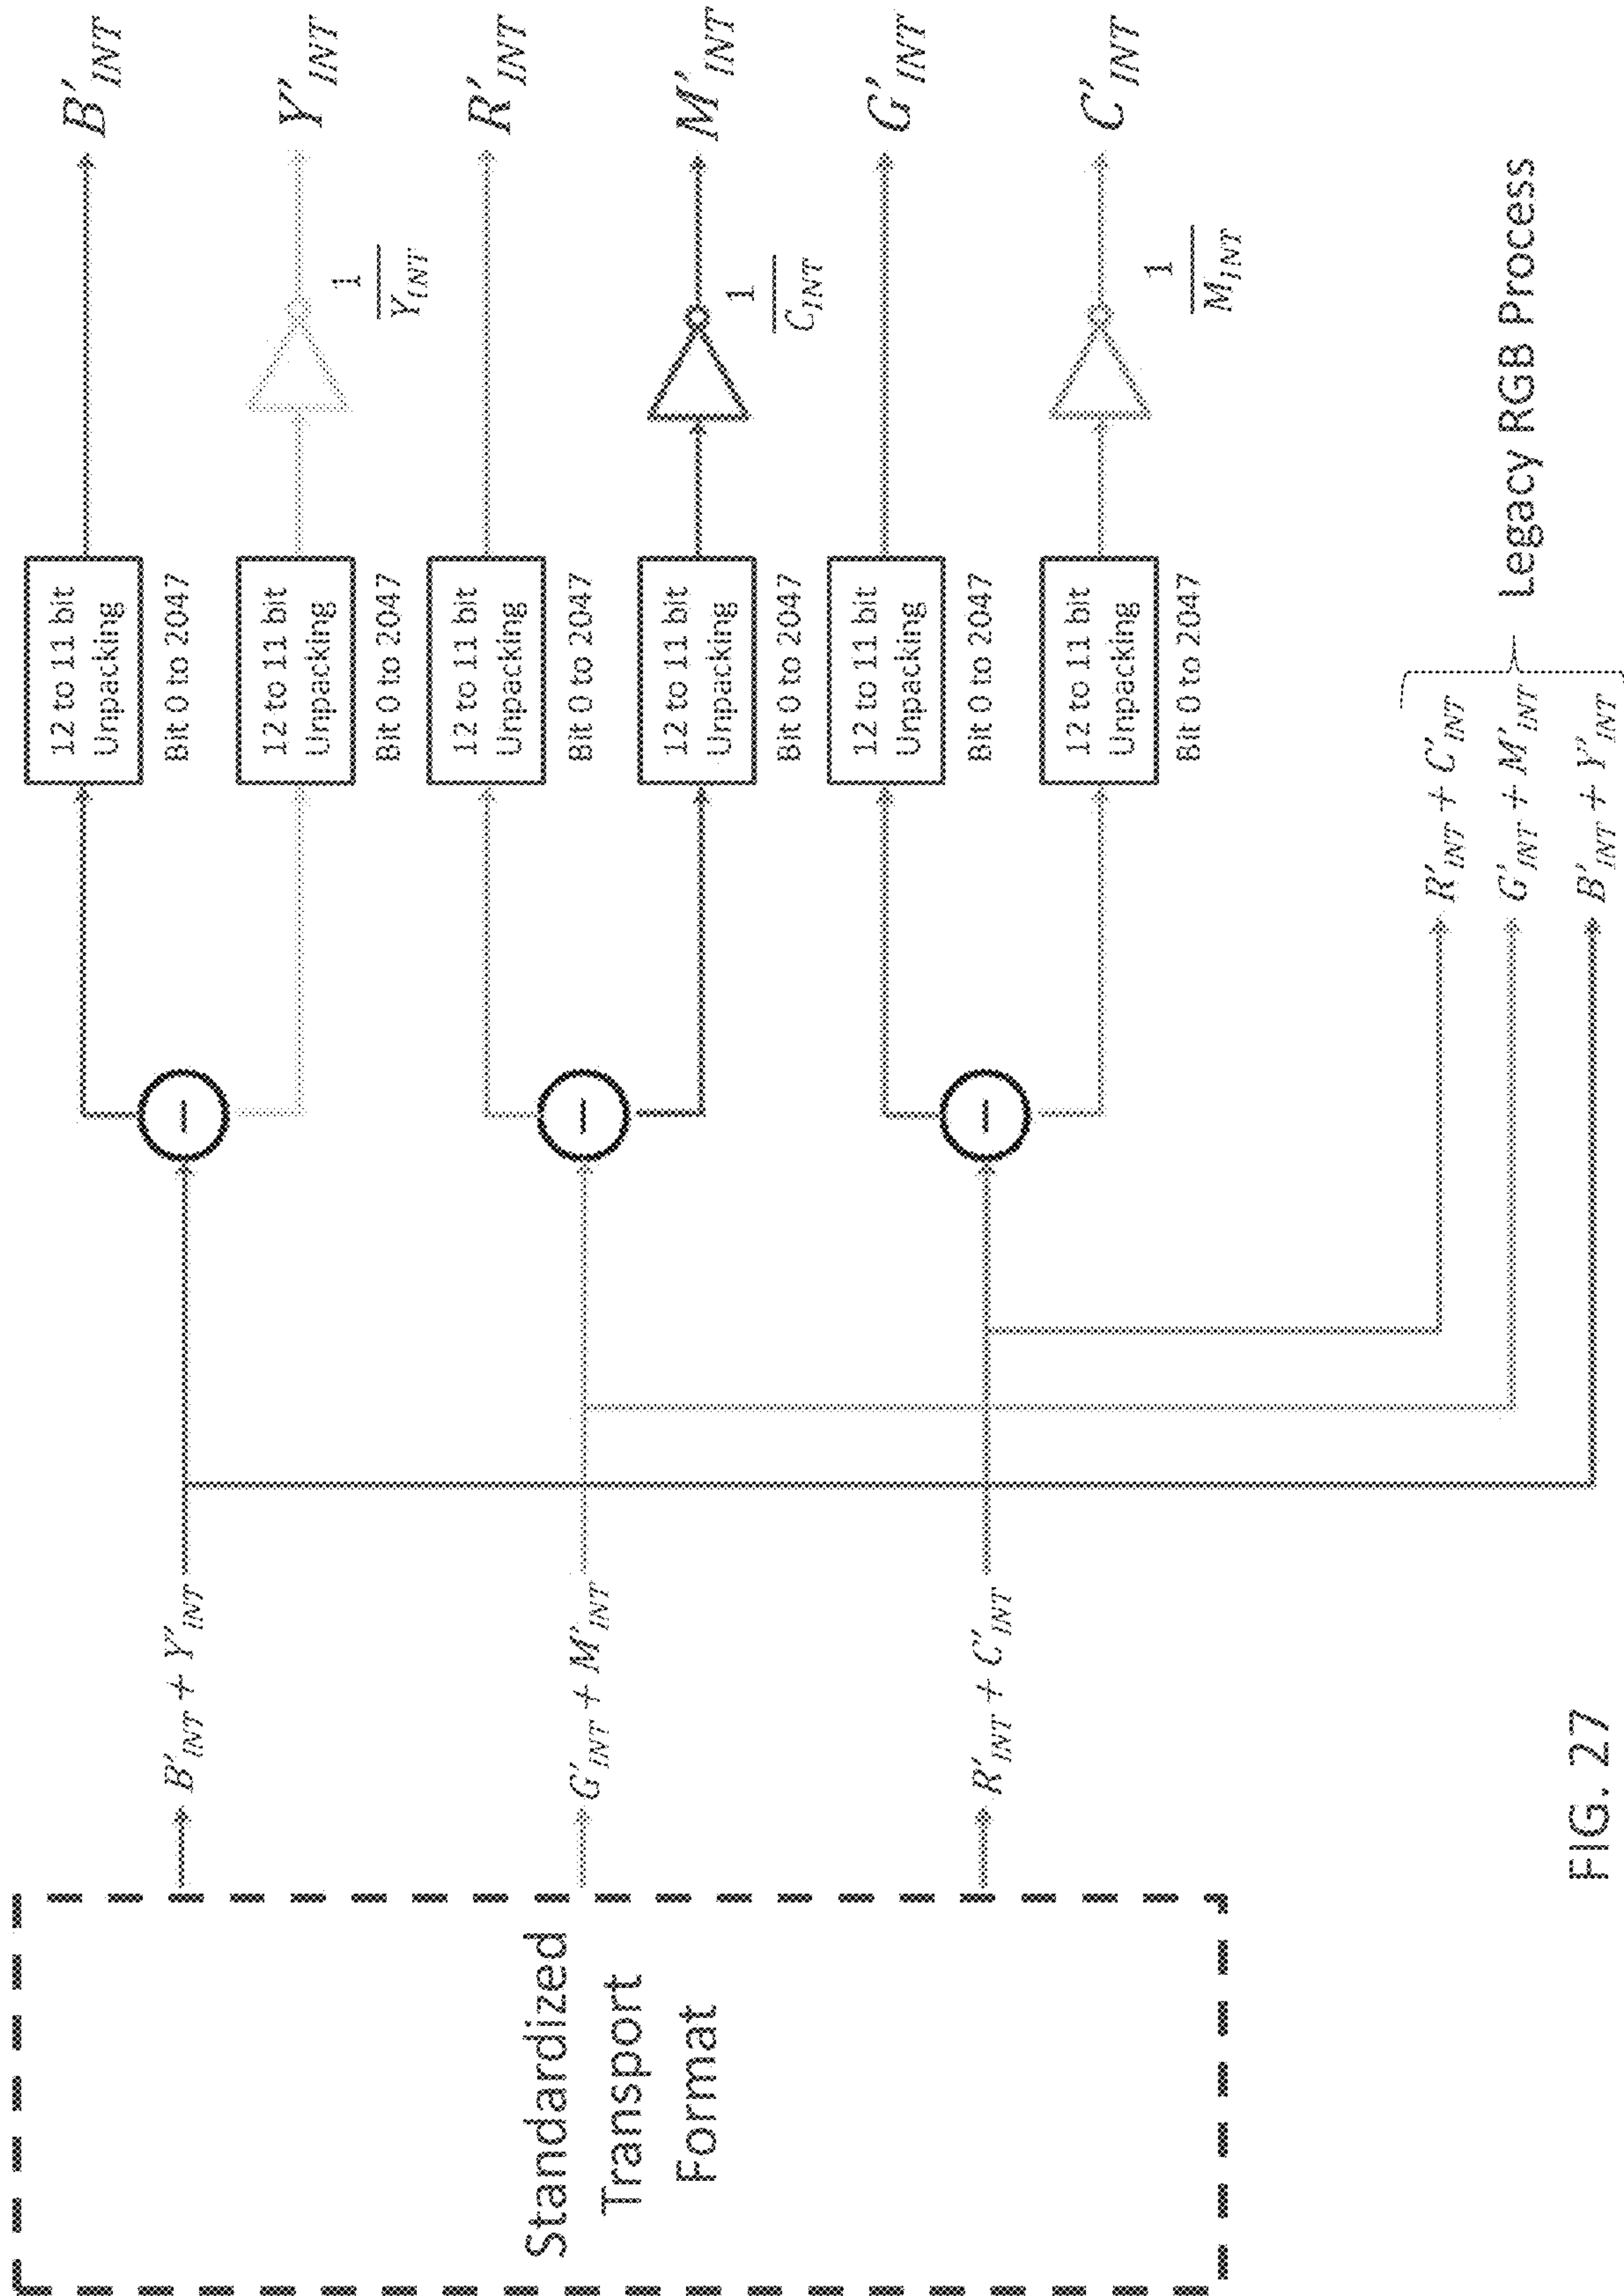 Standardized
Transport
Format
B'INT + Y'INT
G'INT + M'INT
R'INT + C'INT
−
−
−
12 to 11 bit
Unpacking
Bit 0 to 2047
12 to 11 bit
Unpacking
Bit 0 to 2047
12 to 11 bit
Unpacking
Bit 0 to 2047
12 to 11 bit
Unpacking
Bit 0 to 2047
12 to 11 bit
Unpacking
Bit 0 to 2047
12 to 11 bit
Unpacking
Bit 0 to 2047
1
YINT
1
CINT
1
MINT
B'INT
Y'INT
R'INT
M'INT
G'INT
C'INT
R'INT + C'INT
G'INT + M'INT
B'INT + Y'INT
Legacy RGB Process
FIG. 27